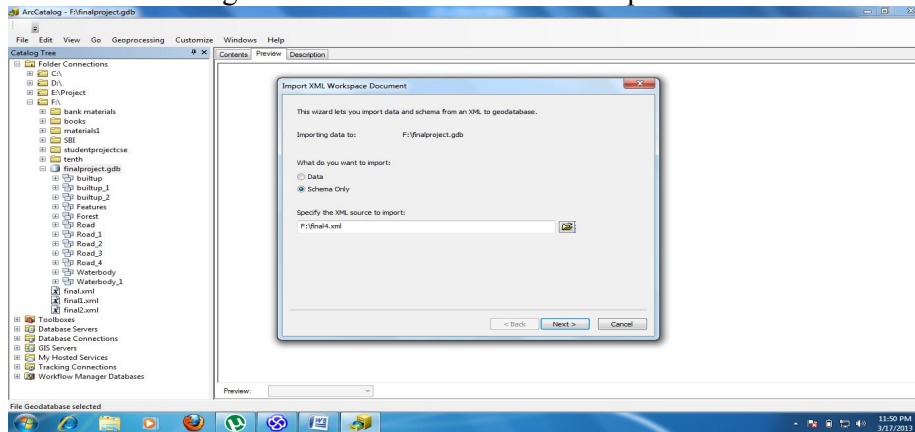 ArcCatalog - F:\finalproject.gdb
File Edit View Go Geoprocessing Customize Windows Help
Catalog Tree
Folder Connections
C:\
D:\
E:\Project
F:\
bank materials
books
materials1
SBI
studentprojectcse
tenth
finalproject.gdb
builtup
builtup_1
builtup_2
Features
Forest
Road
Road_1
Road_2
Road_3
Road_4
Waterbody
Waterbody_1
final.xml
final1.xml
final2.xml
Toolboxes
Database Servers
Database Connections
GIS Servers
My Hosted Services
Tracking Connections
Workflow Manager Databases
Contents Preview Description
Import XML Workspace Document
This wizard lets you import data and schema from an XML to geodatabase.
Importing data to: F:\finalproject.gdb
What do you want to import:
Data
Schema Only
Specify the XML source to import:
F:\final4.xml
< Back Next > Cancel
Preview:
File Geodatabase selected
11:50 PM
3/17/2013